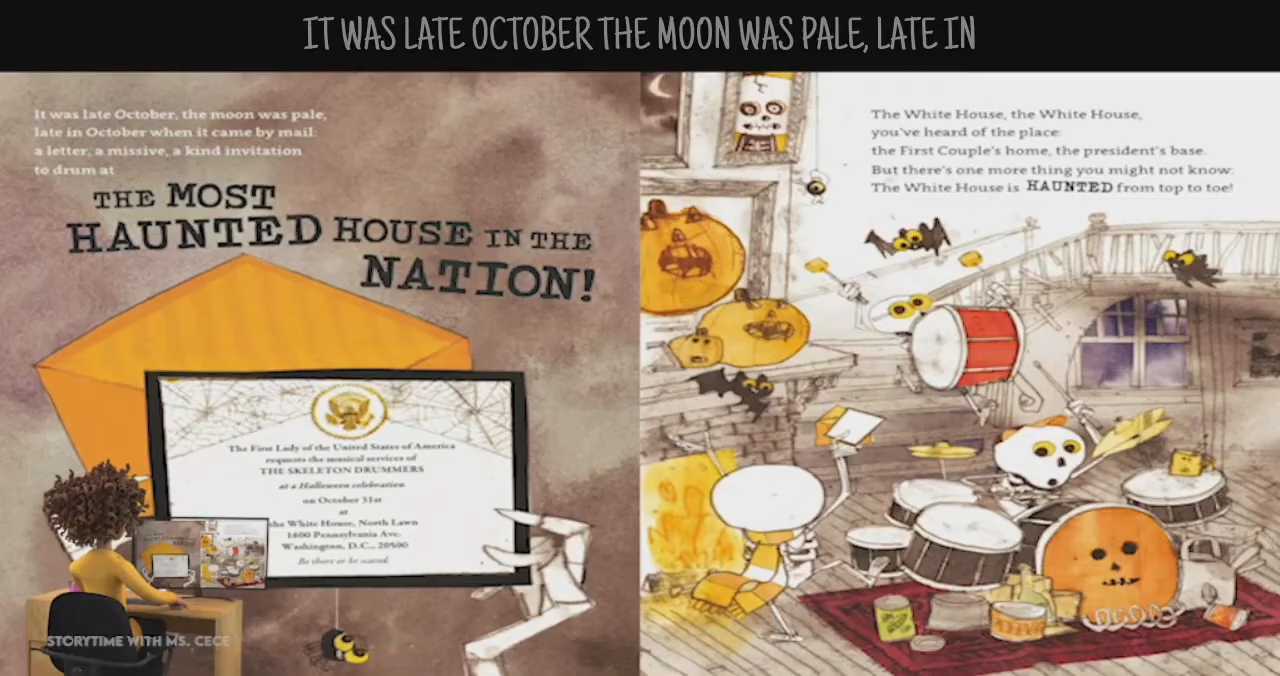 IT WAS LATE OCTOBER THE MOON WAS PALE, LATE IN
It was late October, the moon was pale,
late in October when it came by mail:
a letter, a missive, a kind invitation
to drum at
THE MOST
HAUNTED HOUSE IN THE
NATION!
The First Lady of the United States of America
requests the musical services of
THE SKELETON DRUMMERS
at a Halloween celebration
on October 31st
at
the White House, North Lawn
1600 Pennsylvania Ave.
Washington, D.C., 20500
Be there or be scared.
STORYTIME WITH MS. CECE
The White House, the White House,
you've heard of the place:
the First Couple's home, the president's base.
But there's one more thing you might not know:
The White House is HAUNTED from top to toe!